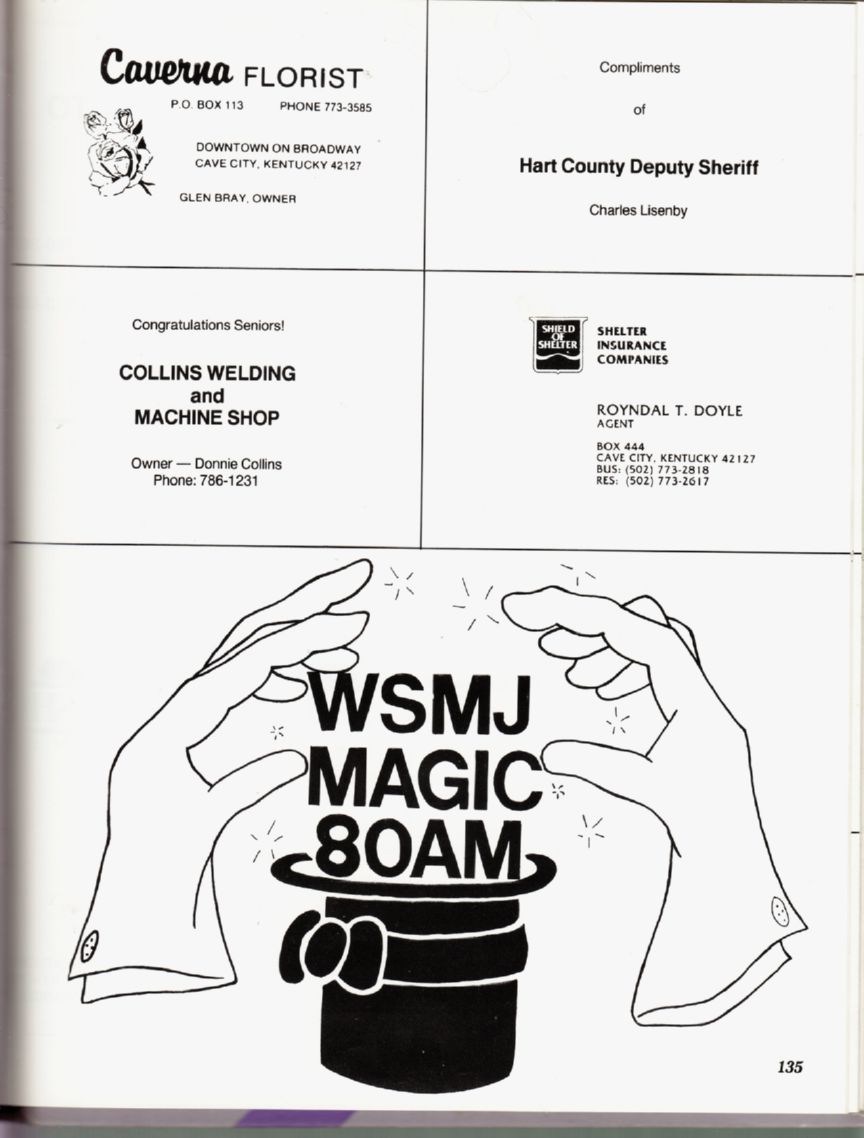 Caverna FLORIST
P.O. BOX 113 PHONE 773-3585
DOWNTOWN ON BROADWAY
CAVE CITY, KENTUCKY 42127
GLEN BRAY, OWNER
Compliments
of
Hart County Deputy Sheriff
Charles Lisenby
Congratulations Seniors!
COLLINS WELDING
and
MACHINE SHOP
Owner — Donnie Collins
Phone: 786-1231
SHIELD
OF
SHELTER
SHELTER
INSURANCE
COMPANIES
ROYNDAL T. DOYLE
AGENT
BOX 444
CAVE CITY, KENTUCKY 42127
BUS: (502) 773-2818
RES: (502) 773-2617
WSMJ
MAGIC
80AM
135